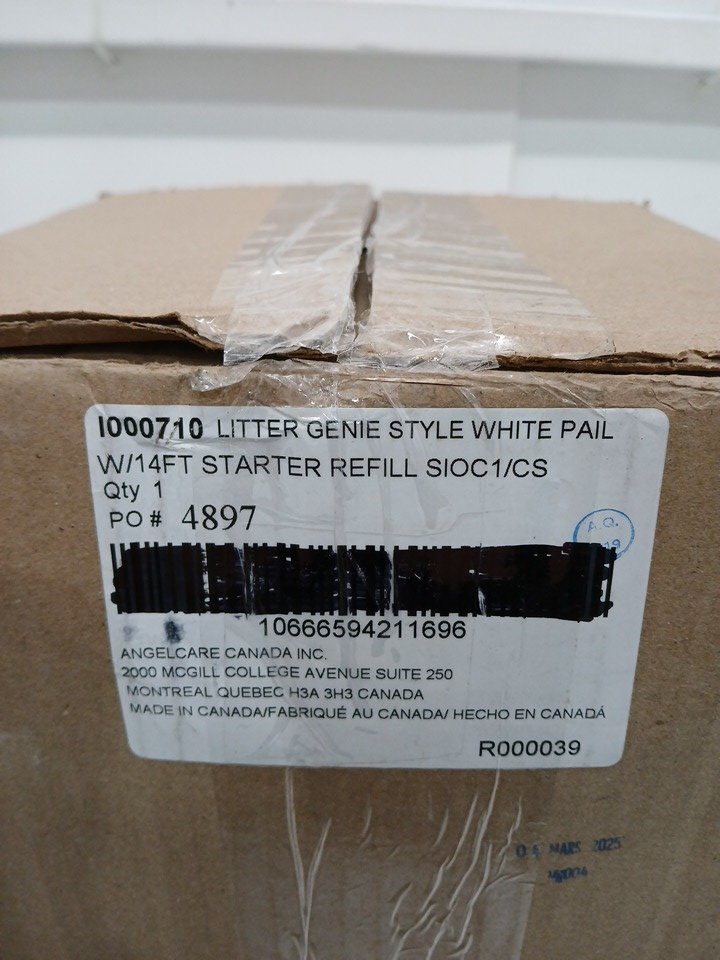 I000710 LITTER GENIE STYLE WHITE PAIL
W/14FT STARTER REFILL SIOC1/CS
Qty 1
PO # 4897
A.Q.
10666594211696
ANGELCARE CANADA INC.
2000 MCGILL COLLEGE AVENUE SUITE 250
MONTREAL QUEBEC H3A 3H3 CANADA
MADE IN CANADA/FABRIQUÉ AU CANADA/ HECHO EN CANADÁ
R000039
MARS 2025